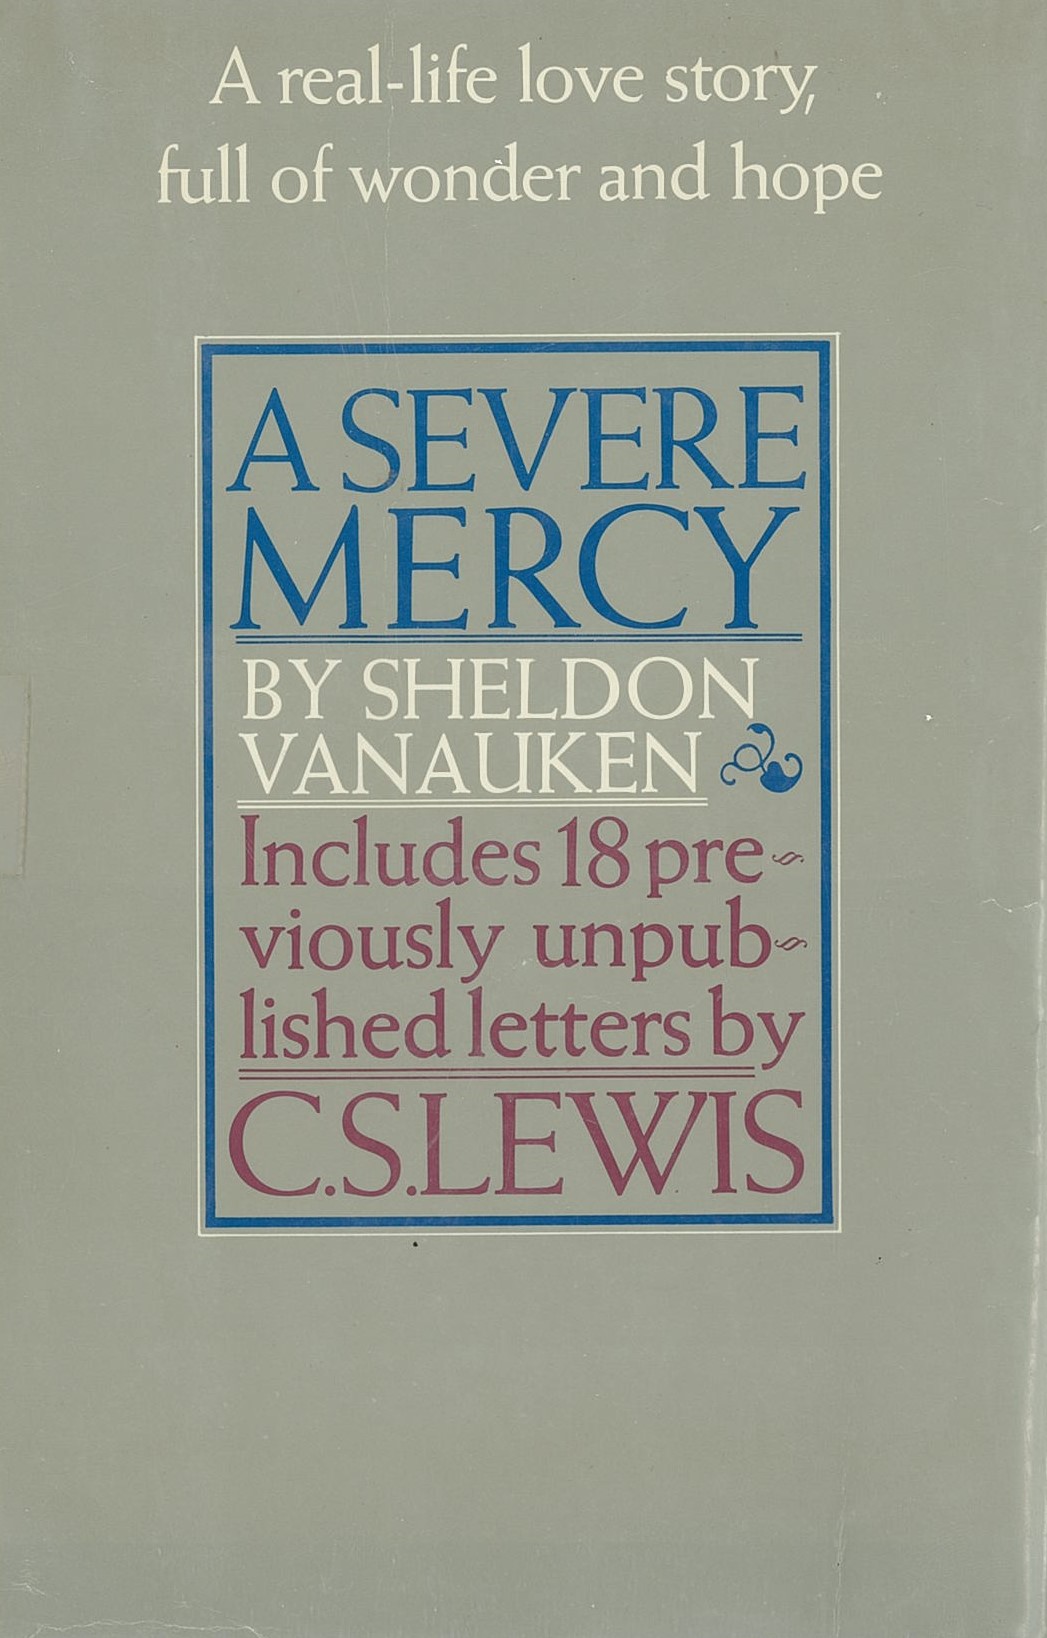 A real-life love story,
full of wonder and hope
A SEVERE
MERCY
BY SHELDON
VANAUKEN
Includes 18 pre-
viously unpub-
lished letters by
C.S.LEWIS